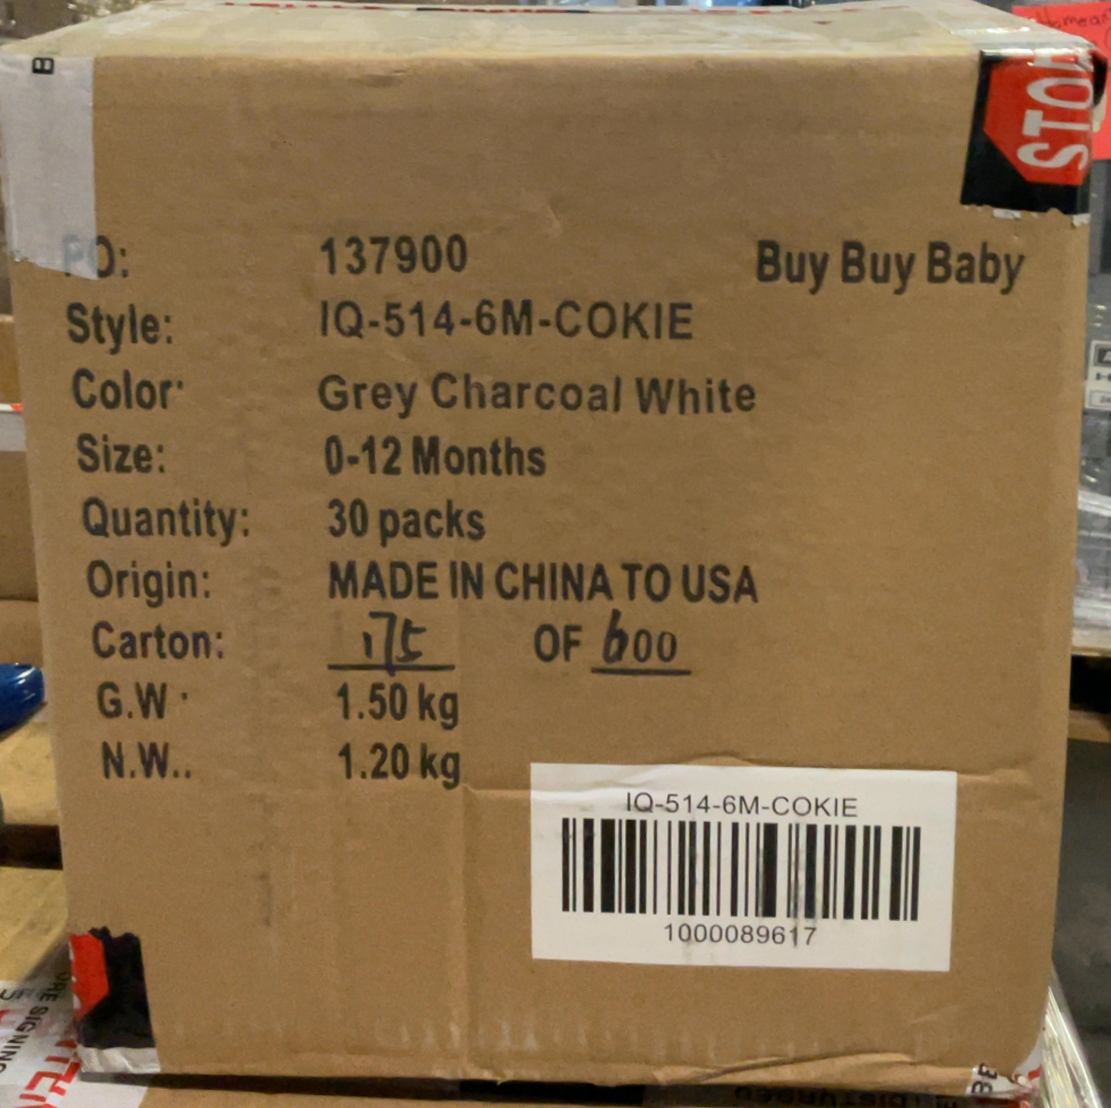 STOP
B
PO: 137900 Buy Buy Baby
Style: IQ-514-6M-COKIE
Color: Grey Charcoal White
Size: 0-12 Months
Quantity: 30 packs
Origin: MADE IN CHINA TO USA
Carton: 175 OF 600
G.W. 1.50 kg
N.W.. 1.20 kg
IQ-514-6M-COKIE
1000089617
SIGNING